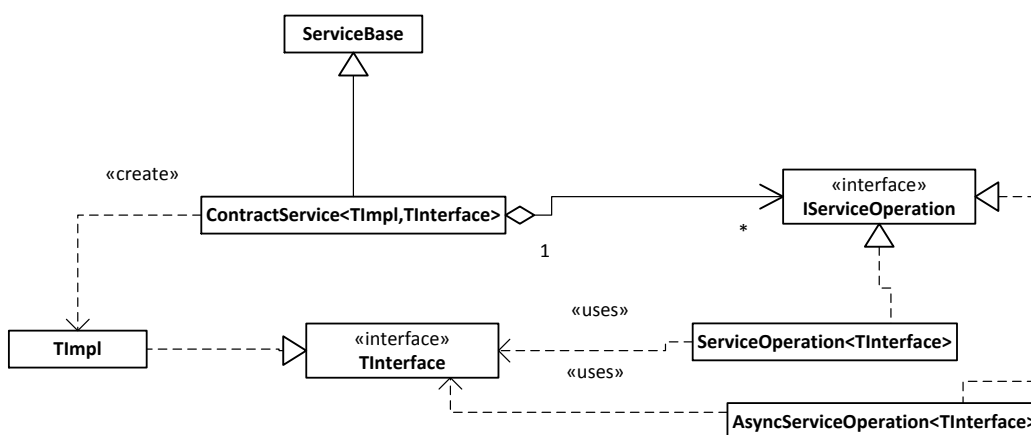 ServiceBase
«create»
ContractService<TImpl,TInterface>
«interface»
IServiceOperation
1
*
TImpl
«interface»
TInterface
«uses»
ServiceOperation<TInterface>
«uses»
AsyncServiceOperation<TInterface>